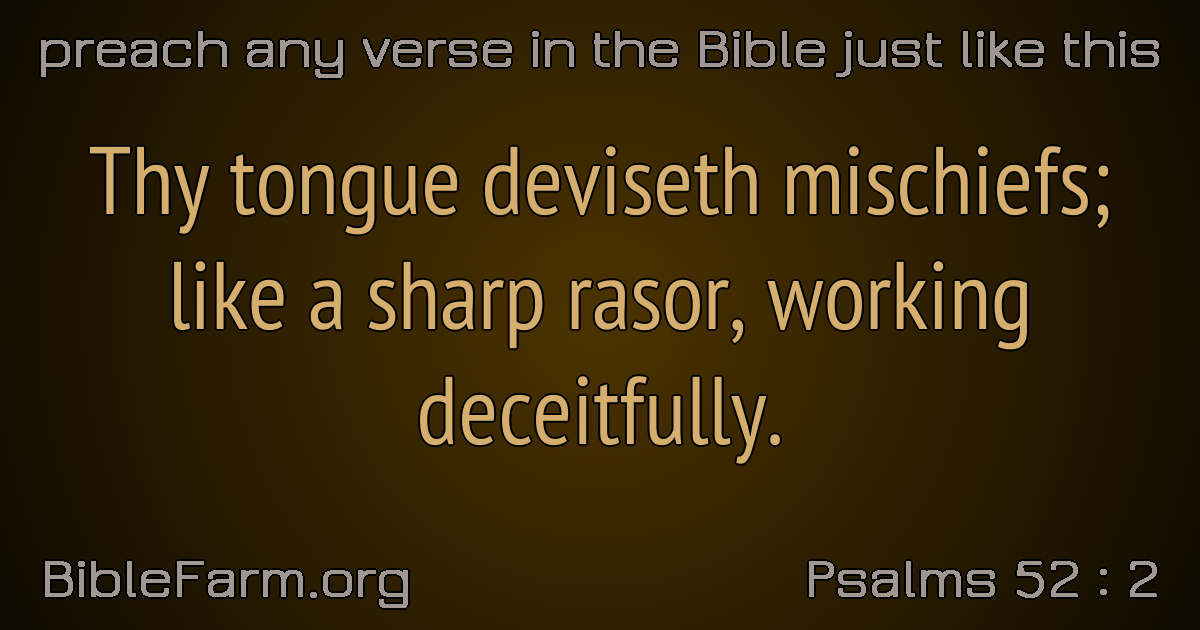 preach any verse in the Bible just like this
Thy tongue deviseth mischiefs;
like a sharp rasor, working
deceitfully.
BibleFarm.org
Psalms 52 : 2